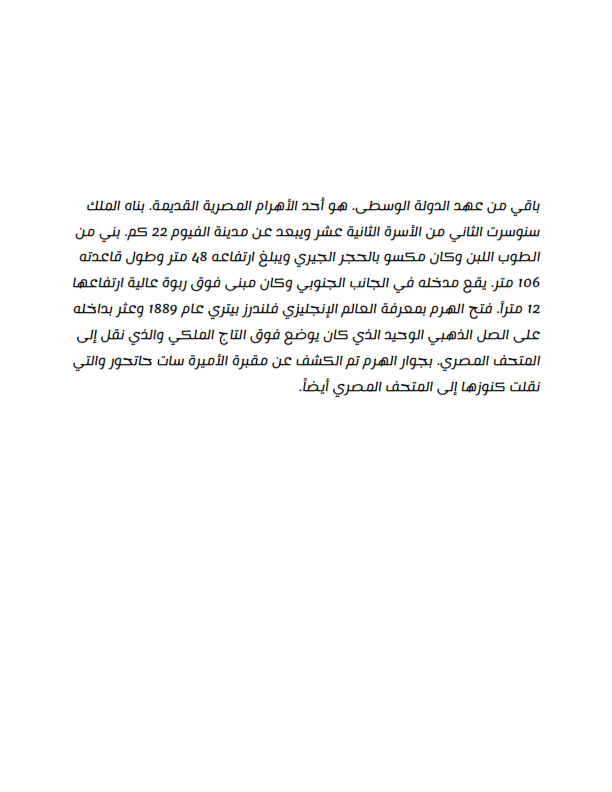 باقي من عهد الدولة الوسطى. هو أحد الأهرام المصرية القديمة. بناه الملك
سنوسرت الثاني من الأسرة الثانية عشر ويبعد عن مدينة الفيوم 22 كم. بني من
الطوب اللبن وكان مكسو بالحجر الجيري ويبلغ ارتفاعه 48 متر وطول قاعدته
106 متر. يقع مدخله في الجانب الجنوبي وكان مبنى فوق ربوة عالية ارتفاعها
12 متراً. فتح الهرم بمعرفة العالم الإنجليزي فلندرز بيتري عام 1889 وعثر بداخله
على الصل الذهبي الوحيد الذي كان يوضع فوق التاج الملكي والذي نقل إلى
المتحف المصري. بجوار الهرم تم الكشف عن مقبرة الأميرة سات حاتحور والتي
نقلت كنوزها إلى المتحف المصري أيضاً.